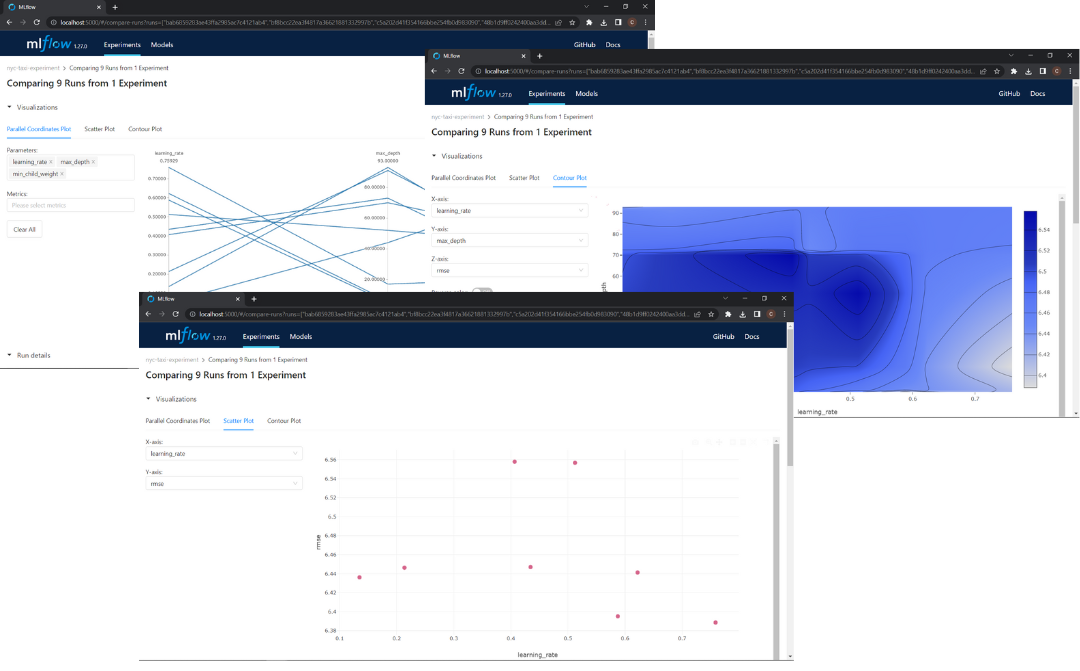 MLflow
localhost:5000/#/compare-runs?runs=["bab6859283ae43ffa2985ac7e4121ab4","bf8bcc22ea3f4817a36621881332997b","c5a202d41f354166bbe254fb0d983090","48b1d9ff0242400aa3dd...
mlflow 1.27.0 Experiments Models GitHub Docs
nyc-taxi-experiment > Comparing 9 Runs from 1 Experiment
Comparing 9 Runs from 1 Experiment
Visualizations
Parallel Coordinates Plot Scatter Plot Contour Plot
Parameters:
learning_rate × max_depth ×
min_child_weight ×
Metrics:
Please select metrics
Clear All
learning_rate
0.75925
0.70000
0.60000
0.50000
0.40000
0.30000
0.20000
max_depth
93.00000
80.00000
60.00000
40.00000
20.00000
Run details
MLflow
localhost:5000/#/compare-runs?runs=["bab6859283ae43ffa2985ac7e4121ab4","bf8bcc22ea3f4817a36621881332997b","c5a202d41f354166bbe254fb0d983090","48b1d9ff0242400aa3dd...
mlflow 1.27.0 Experiments Models GitHub Docs
nyc-taxi-experiment > Comparing 9 Runs from 1 Experiment
Comparing 9 Runs from 1 Experiment
Visualizations
Parallel Coordinates Plot Scatter Plot Contour Plot
X-axis:
learning_rate
Y-axis:
max_depth
Z-axis:
rmse
90
80
70
60
0.5 0.6 0.7
learning_rate
6.54
6.52
6.5
6.48
6.46
6.44
6.42
6.4
MLflow
localhost:5000/#/compare-runs?runs=["bab6859283ae43ffa2985ac7e4121ab4","bf8bcc22ea3f4817a36621881332997b","c5a202d41f354166bbe254fb0d983090","48b1d9ff0242400aa3dd...
mlflow 1.27.0 Experiments Models GitHub Docs
nyc-taxi-experiment > Comparing 9 Runs from 1 Experiment
Comparing 9 Runs from 1 Experiment
Visualizations
Parallel Coordinates Plot Scatter Plot Contour Plot
X-axis:
learning_rate
Y-axis:
rmse
6.56
6.54
6.52
6.5
6.48
6.46
6.44
6.42
6.4
6.38
rmse
0.1 0.2 0.3 0.4 0.5 0.6 0.7
learning_rate